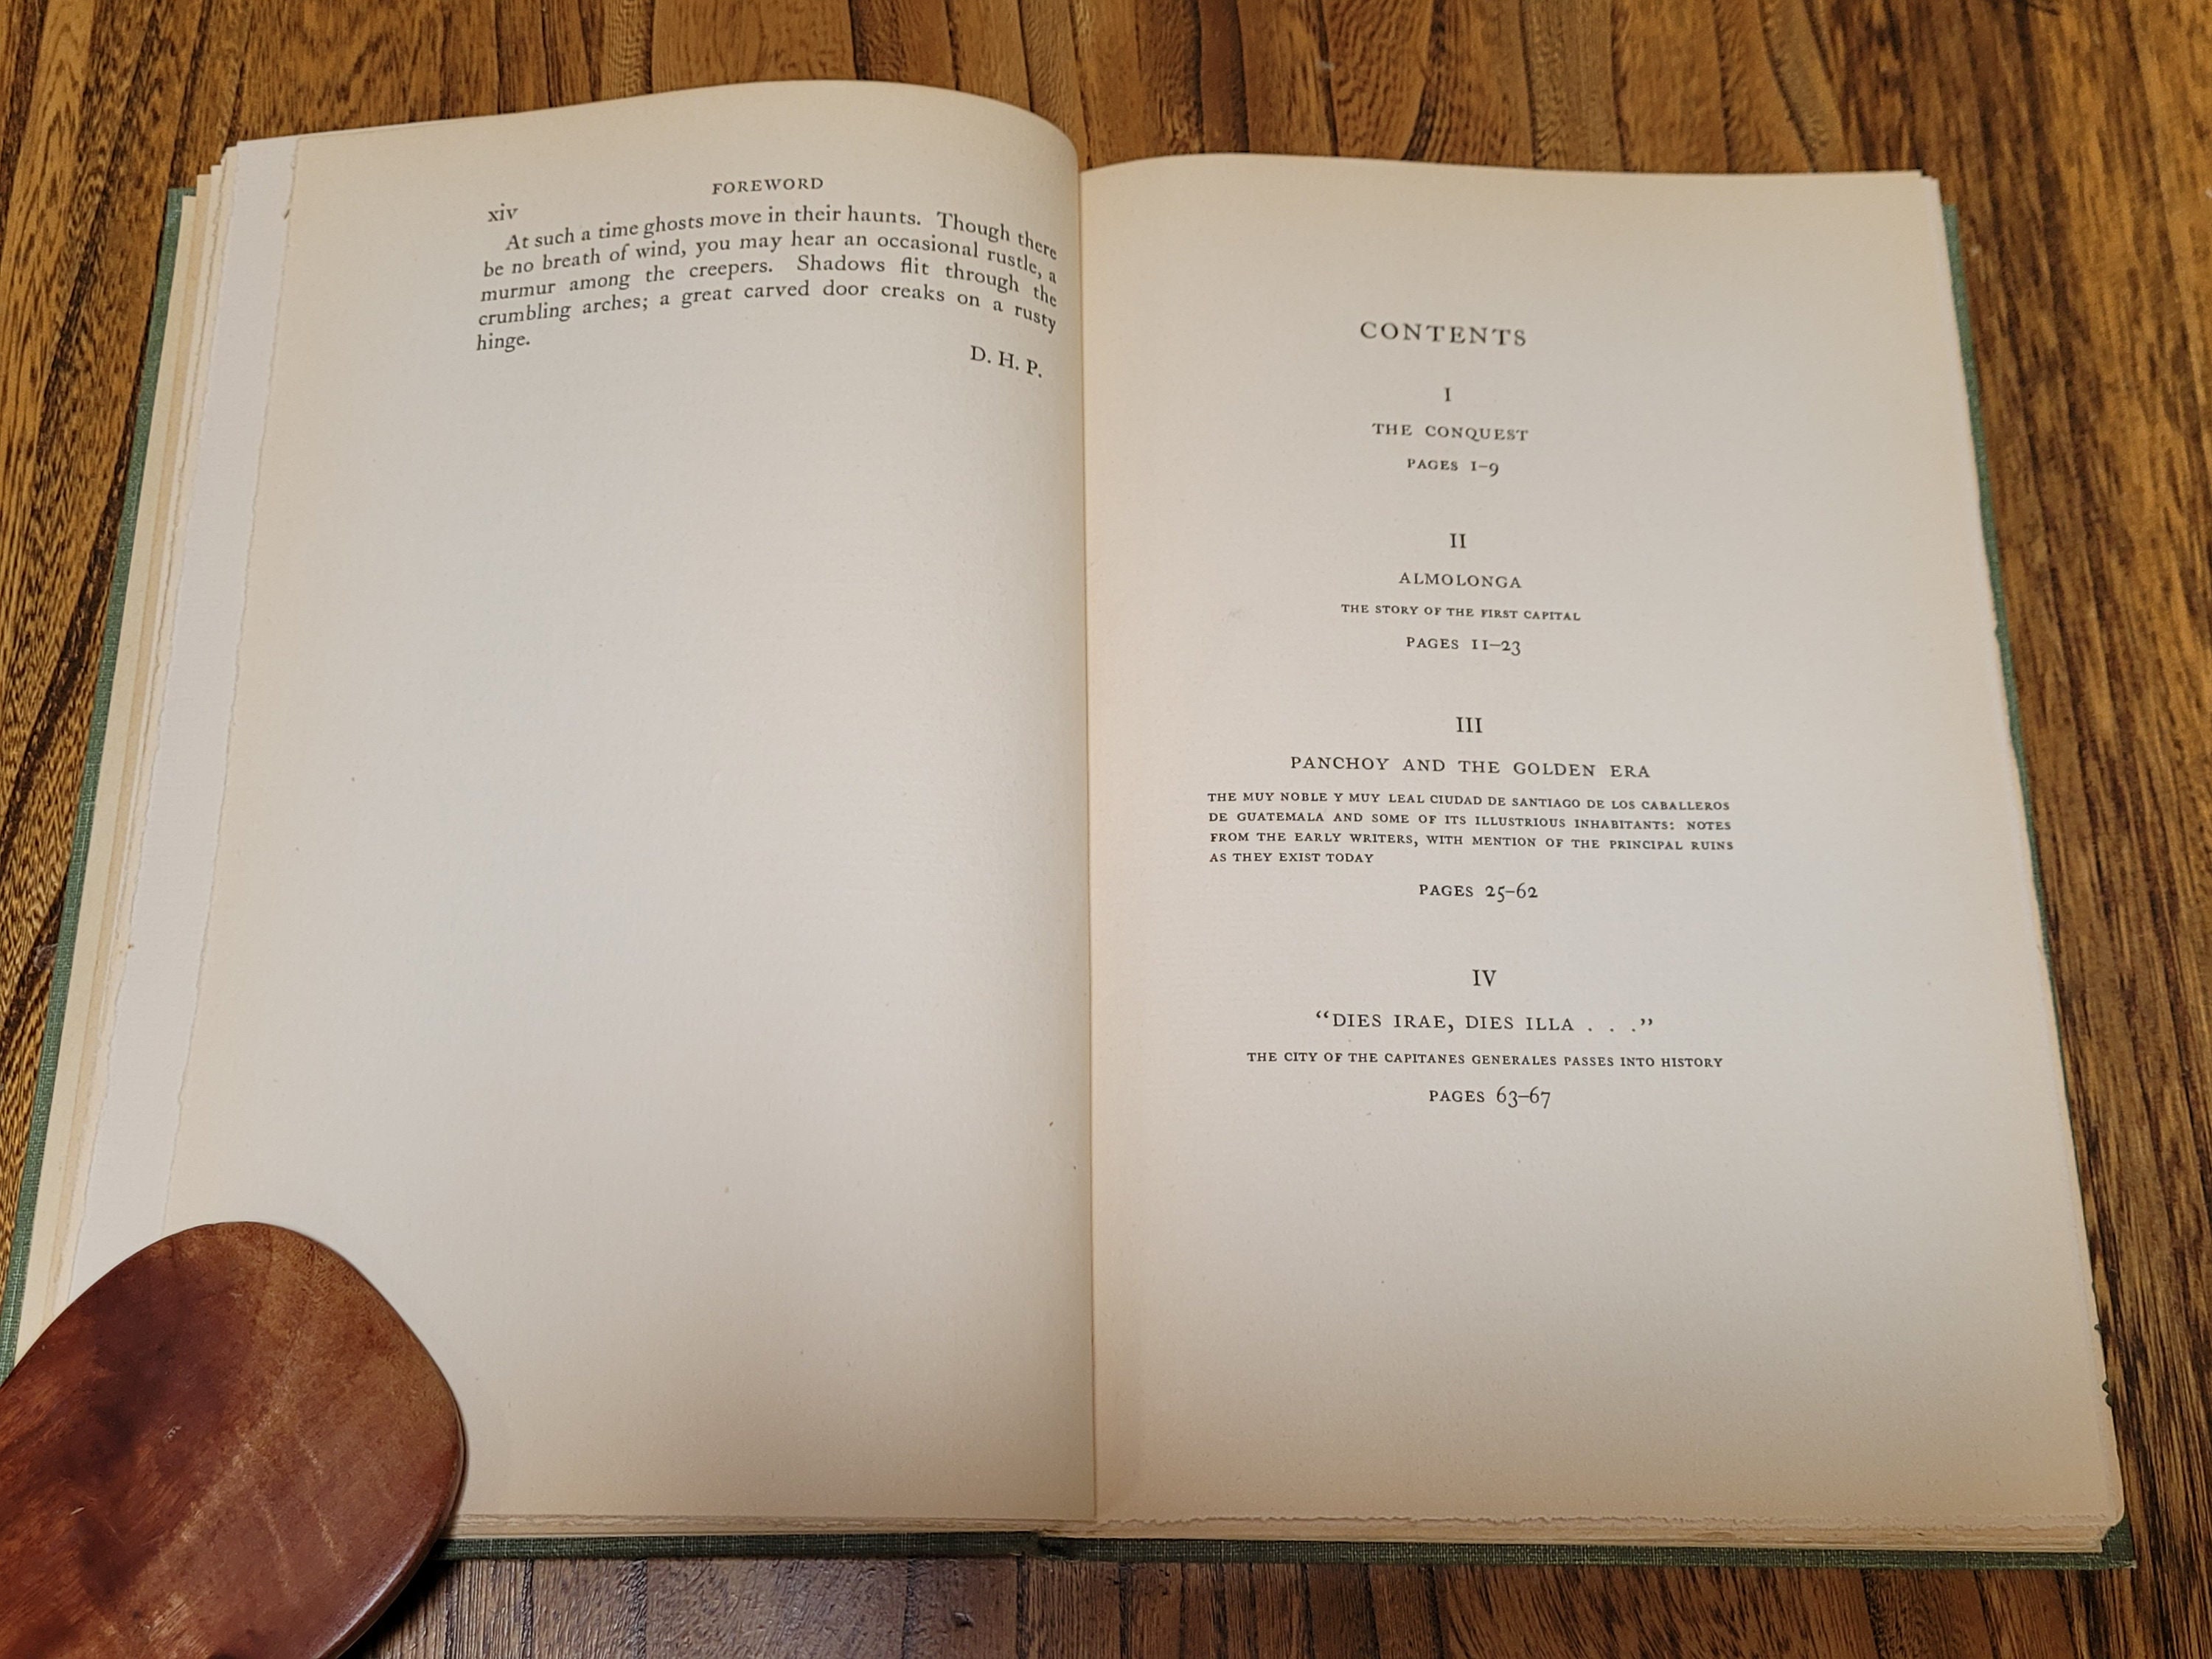 FOREWORD
xiv
At such a time ghosts move in their haunts. Though there
be no breath of wind, you may hear an occasional rustle, a
murmur among the creepers. Shadows flit through the
crumbling arches; a great carved door creaks on a rusty
hinge.
D. H. P.
CONTENTS
I
THE CONQUEST
PAGES 1–9
II
ALMOLONGA
THE STORY OF THE FIRST CAPITAL
PAGES 11–23
III
PANCHOY AND THE GOLDEN ERA
THE MUY NOBLE Y MUY LEAL CIUDAD DE SANTIAGO DE LOS CABALLEROS
DE GUATEMALA AND SOME OF ITS ILLUSTRIOUS INHABITANTS: NOTES
FROM THE EARLY WRITERS, WITH MENTION OF THE PRINCIPAL RUINS
AS THEY EXIST TODAY
PAGES 25–62
IV
“DIES IRAE, DIES ILLA . . .”
THE CITY OF THE CAPITANES GENERALES PASSES INTO HISTORY
PAGES 63–67